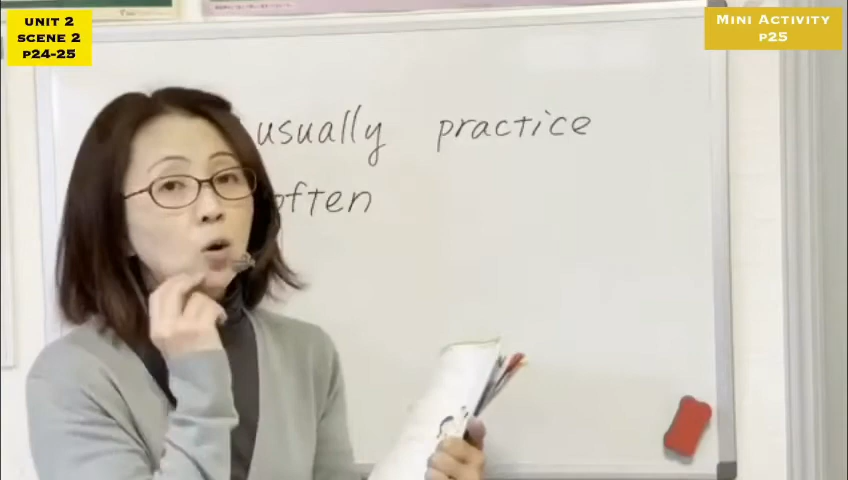 UNIT 2
SCENE 2
P24-25
MINI ACTIVITY
P25
usually practice
often